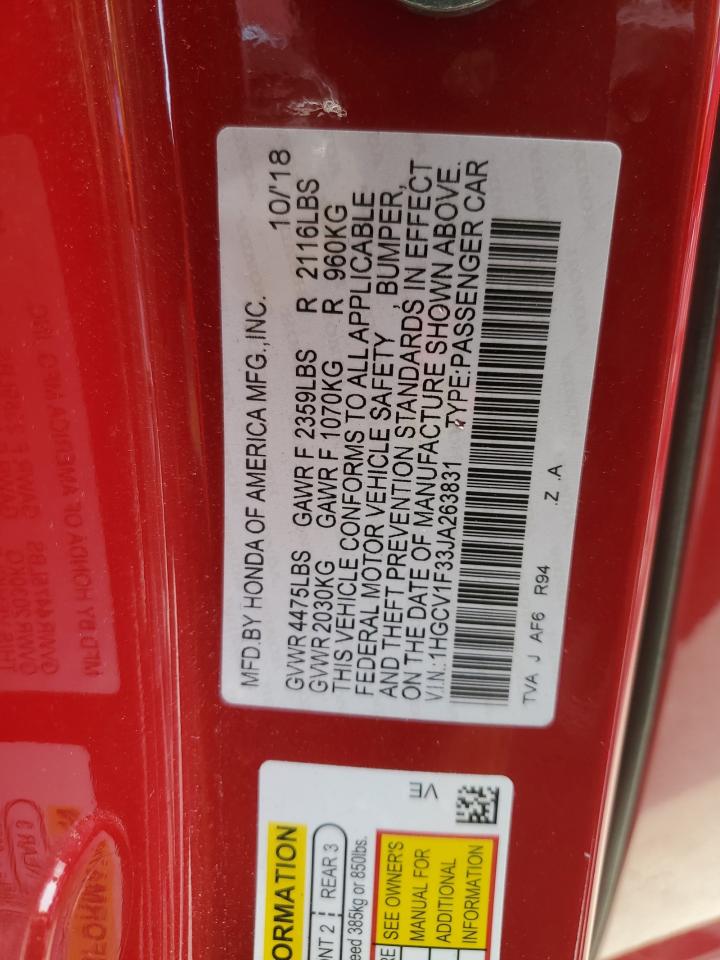 MFD.BY HONDA OF AMERICA MFG.,INC. 10/'18
GVWR 4475LBS GAWR F 2359LBS R 2116LBS
GVWR 2030KG GAWR F 1070KG R 960KG
THIS VEHICLE CONFORMS TO ALL APPLICABLE
FEDERAL MOTOR VEHICLE SAFETY , BUMPER,
AND THEFT PREVENTION STANDARDS IN EFFECT
ON THE DATE OF MANUFACTURE SHOWN ABOVE.
V.I.N.:1HGCV1F33JA263831 TYPE:PASSENGER CAR
TVA J AF6 R94 .Z .A
ORMATION
NT 2 REAR 3
eed 385kg or 850lbs.
RE
SEE OWNER'S
MANUAL FOR
ADDITIONAL
INFORMATION
VE